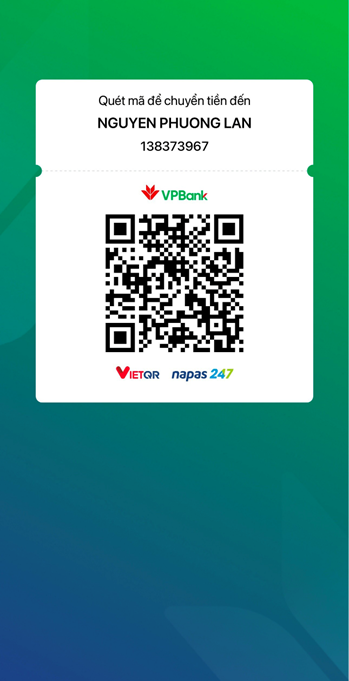 Quét mã để chuyển tiền đến
NGUYEN PHUONG LAN
138373967
VPBank
VIETQR napas 247